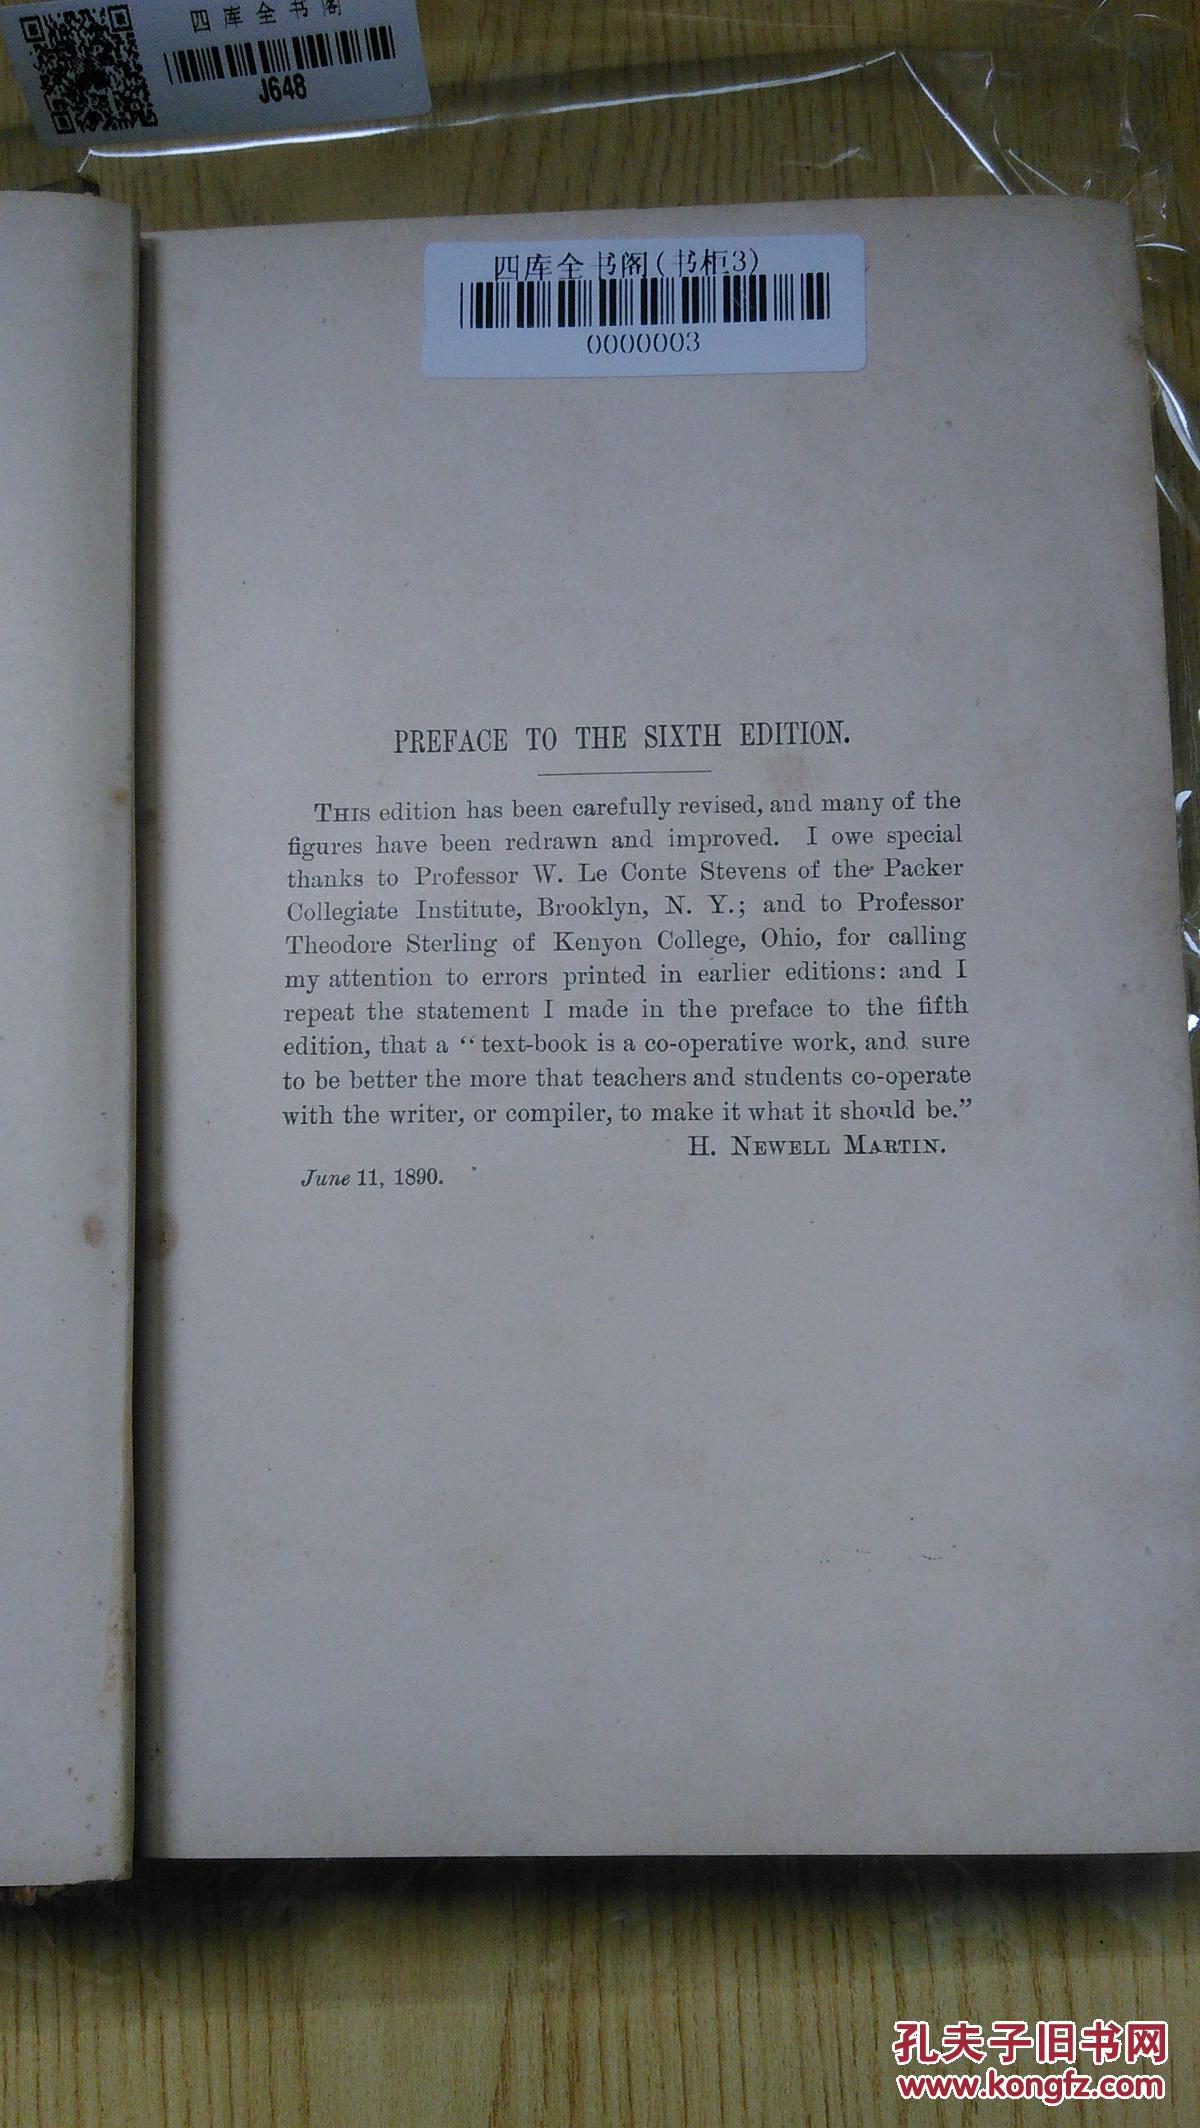 四库全书阁
J648
四库全书阁(书柜3)
0000003
PREFACE TO THE SIXTH EDITION.
THIS edition has been carefully revised, and many of the
figures have been redrawn and improved. I owe special
thanks to Professor W. Le Conte Stevens of the Packer
Collegiate Institute, Brooklyn, N. Y.; and to Professor
Theodore Sterling of Kenyon College, Ohio, for calling
my attention to errors printed in earlier editions: and I
repeat the statement I made in the preface to the fifth
edition, that a “text-book is a co-operative work, and sure
to be better the more that teachers and students co-operate
with the writer, or compiler, to make it what it should be.”
H. NEWELL MARTIN.
June 11, 1890.
孔夫子旧书网
www.kongfz.com